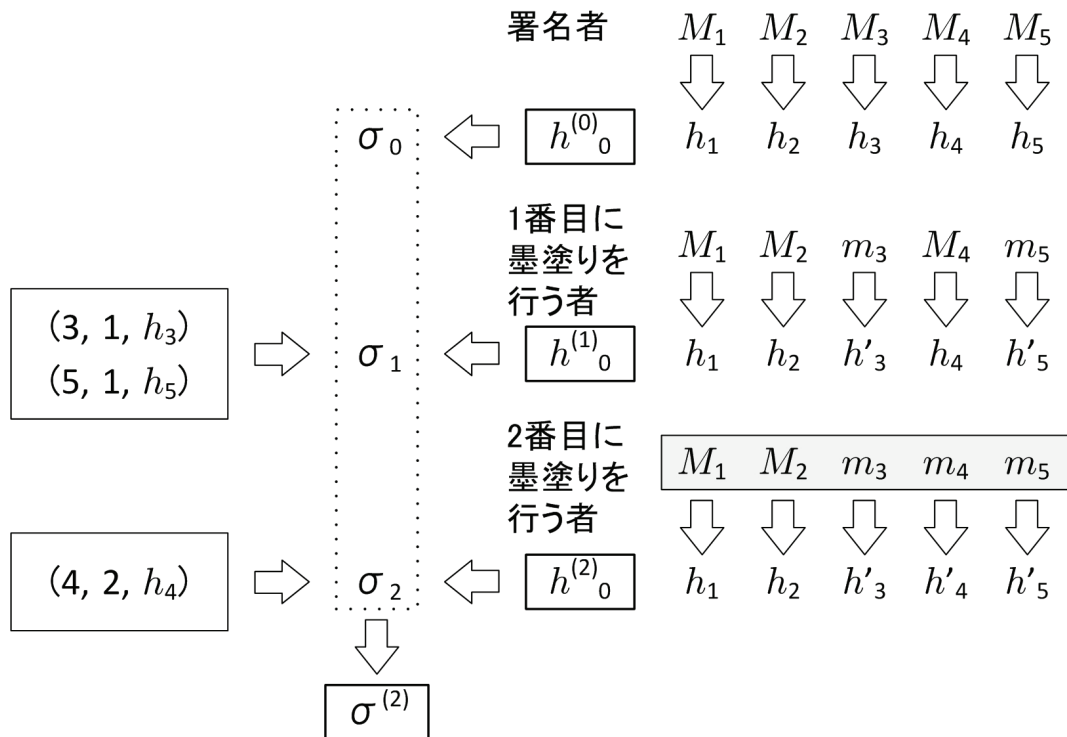 署名者 M₁ M₂ M₃ M₄ M₅
σ₀ h⁽⁰⁾₀ h₁ h₂ h₃ h₄ h₅
1番目に
墨塗りを
行う者
M₁ M₂ m₃ M₄ m₅
(3, 1, h₃)
(5, 1, h₅)
σ₁ h⁽¹⁾₀ h₁ h₂ h'₃ h₄ h'₅
2番目に
墨塗りを
行う者
M₁ M₂ m₃ m₄ m₅
(4, 2, h₄) σ₂ h⁽²⁾₀ h₁ h₂ h'₃ h'₄ h'₅
σ⁽²⁾